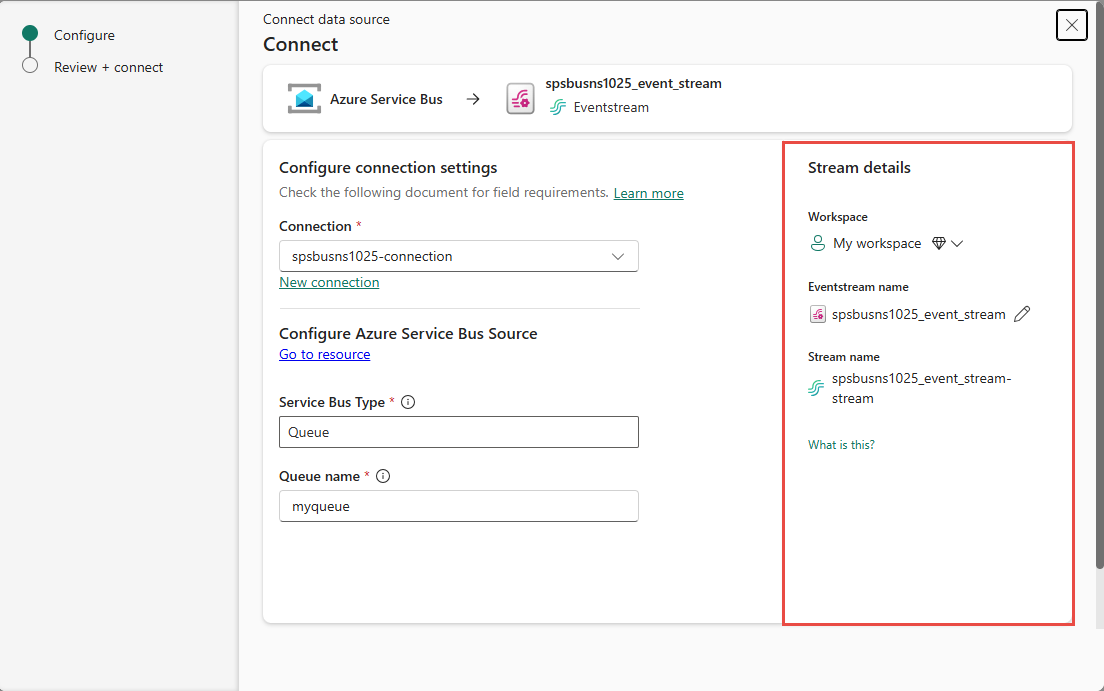 Configure
Review + connect
Connect data source
Connect
Azure Service Bus
spsbusns1025_event_stream
Eventstream
Configure connection settings
Check the following document for field requirements. Learn more
Connection *
spsbusns1025-connection
New connection
Configure Azure Service Bus Source
Go to resource
Service Bus Type *
Queue
Queue name *
myqueue
Stream details
Workspace
My workspace
Eventstream name
spsbusns1025_event_stream
Stream name
spsbusns1025_event_stream-
stream
What is this?